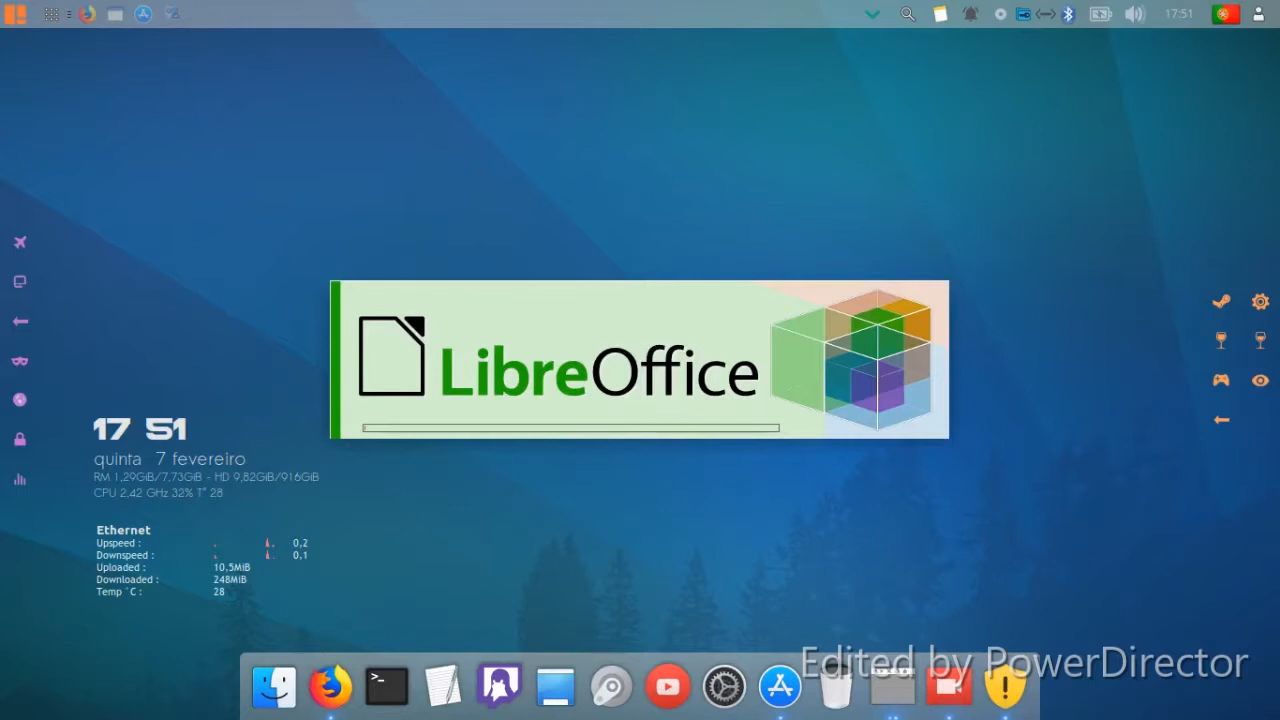 17:51
LibreOffice
17 51
quinta 7 fevereiro
RM 1,29GiB/7,73GiB - HD 9,82GiB/916GiB
CPU 2,42 GHz 32% T° 28
Ethernet
Upspeed : 0,2
Downspeed : 0,1
Uploaded : 10,5MiB
Downloaded : 248MiB
Temp °C : 28
Edited by PowerDirector